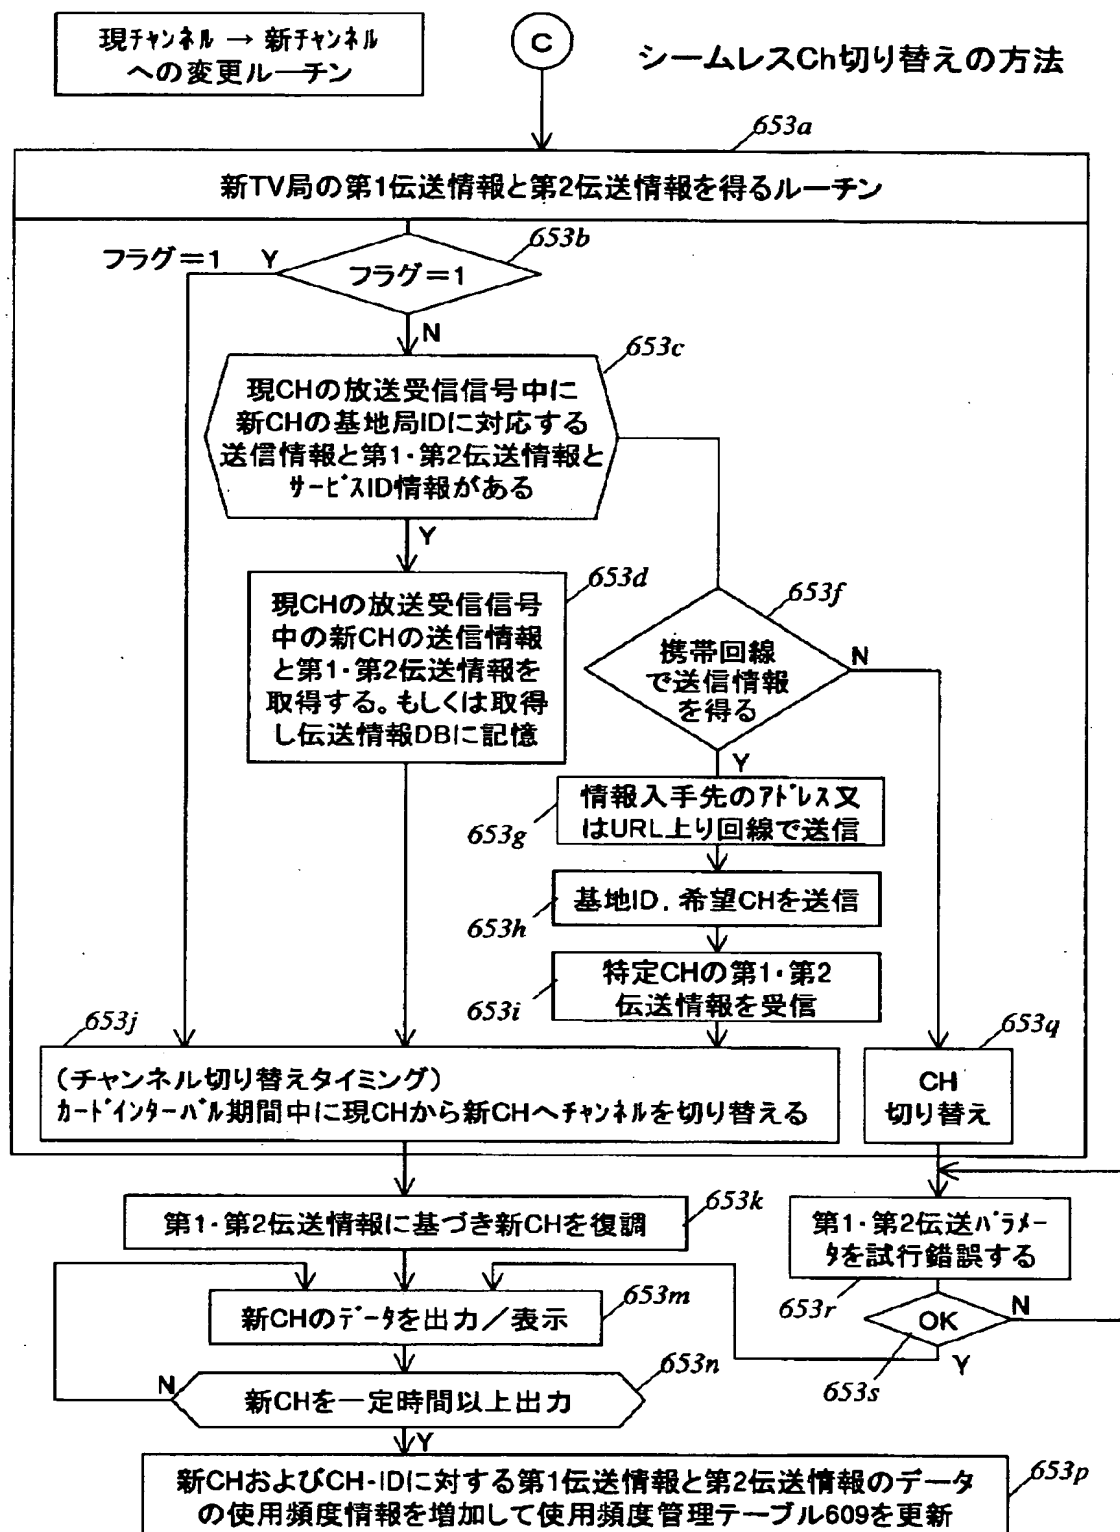 現チャンネル → 新チャンネル
への変更ルーチン
C
シームレスCh切り替えの方法
653a
新TV局の第1伝送情報と第2伝送情報を得るルーチン
653b
フラグ=1 Y
フラグ=1
N
653c
現CHの放送受信信号中に
新CHの基地局IDに対応する
送信情報と第1・第2伝送情報と
サービスID情報がある
Y
653d
現CHの放送受信信号
中の新CHの送信情報
と第1・第2伝送情報を
取得する。もしくは取得
し伝送情報DBに記憶
653f
携帯回線
で送信情報
を得る
N
Y
情報入手先のアドレス又
はURL上り回線で送信
653g
基地ID.希望CHを送信
653h
特定CHの第1・第2
伝送情報を受信
653i
653j
(チャンネル切り替えタイミング)
カードインターバル期間中に現CHから新CHへチャンネルを切り替える
653q
CH
切り替え
第1・第2伝送情報に基づき新CHを復調
653k
第1・第2伝送パラメー
タを試行錯誤する
653r
新CHのデータを出力/表示
653m
OK
N
Y
653s
新CHを一定時間以上出力
653n
N
Y
新CHおよびCH-IDに対する第1伝送情報と第2伝送情報のデータ
の使用頻度情報を増加して使用頻度管理テーブル609を更新
653p